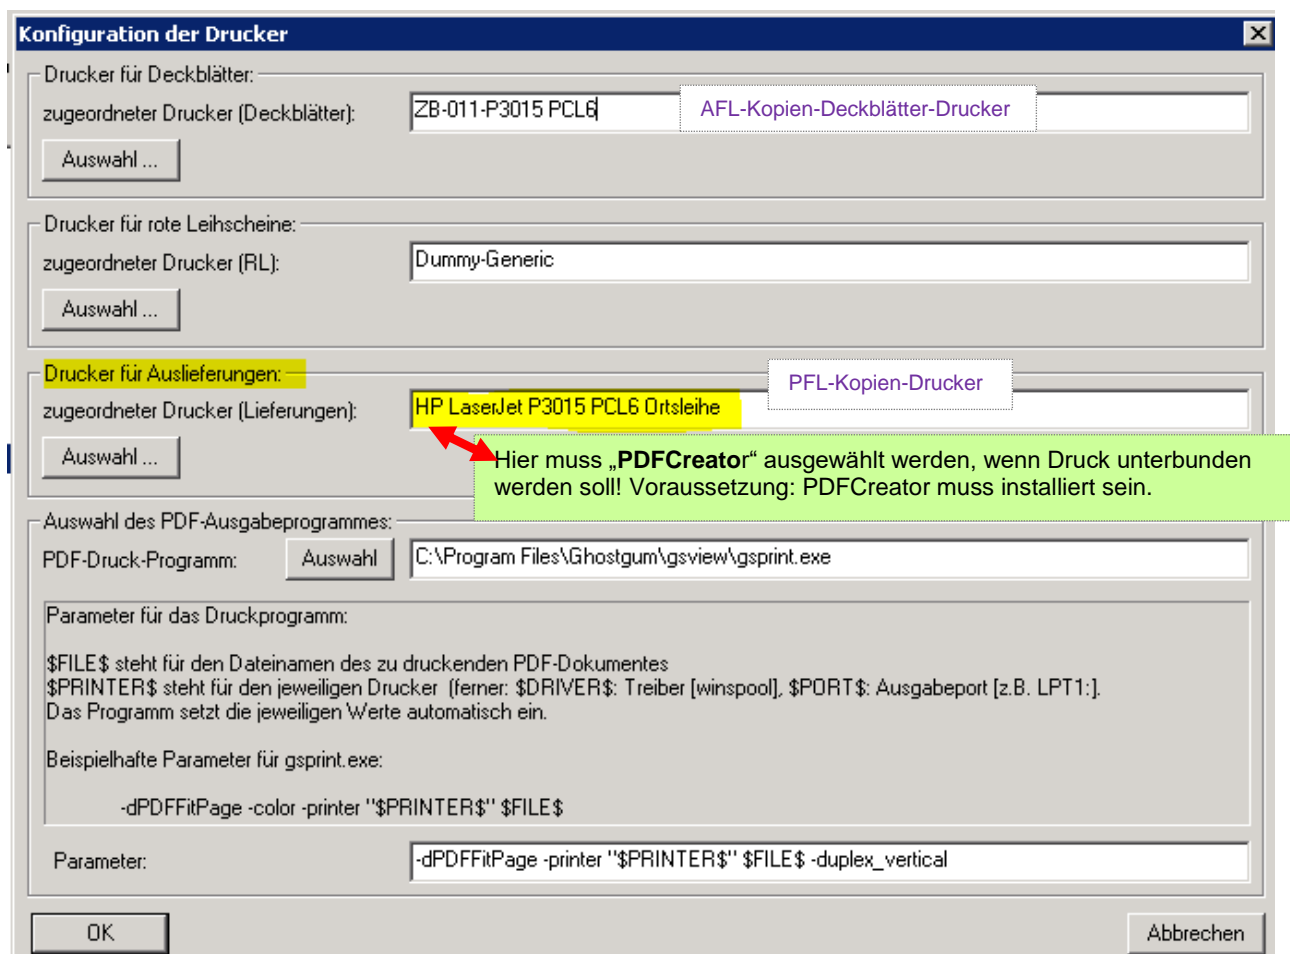 Konfiguration der Drucker
Drucker für Deckblätter:
zugeordneter Drucker (Deckblätter):
ZB-011-P3015 PCL6
AFL-Kopien-Deckblätter-Drucker
Auswahl ...
Drucker für rote Leihscheine:
zugeordneter Drucker (RL):
Dummy-Generic
Auswahl ...
Drucker für Auslieferungen:
PFL-Kopien-Drucker
zugeordneter Drucker (Lieferungen):
HP LaserJet P3015 PCL6 Ortsleihe
Auswahl ...
Hier muss „PDFCreator“ ausgewählt werden, wenn Druck unterbunden
werden soll! Voraussetzung: PDFCreator muss installiert sein.
Auswahl des PDF-Ausgabeprogrammes:
PDF-Druck-Programm:
Auswahl
C:\Program Files\Ghostgum\gsview\gsprint.exe
Parameter für das Druckprogramm:
$FILE$ steht für den Dateinamen des zu druckenden PDF-Dokumentes
$PRINTER$ steht für den jeweiligen Drucker (ferner: $DRIVER$: Treiber [winspool], $PORT$: Ausgabeport [z.B. LPT1:].
Das Programm setzt die jeweiligen Werte automatisch ein.
Beispielhafte Parameter für gsprint.exe:
-dPDFFitPage -color -printer "$PRINTER$" $FILE$
Parameter:
-dPDFFitPage -printer "$PRINTER$" $FILE$ -duplex_vertical
OK
Abbrechen